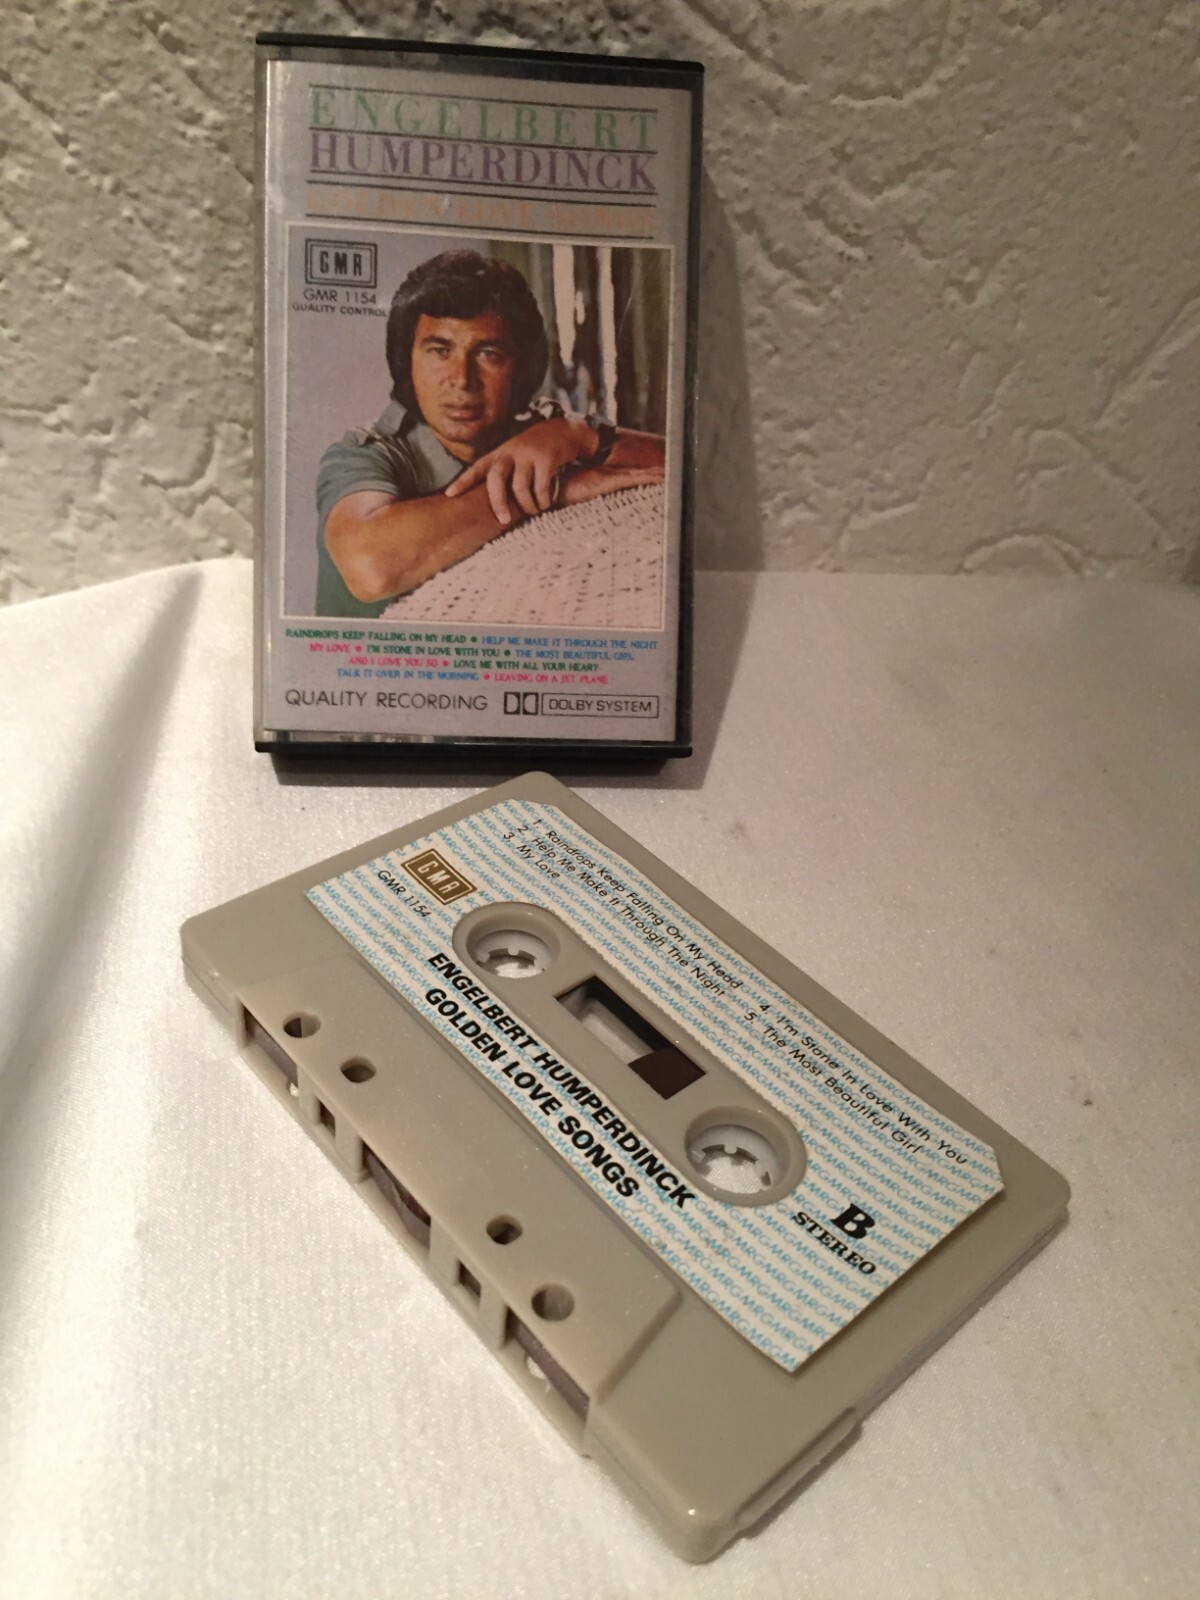 ENGELBERT
HUMPERDINCK
GOLDEN LOVE SONGS
GMR
GMR 1154
QUALITY CONTROL
RAINDROPS KEEP FALLING ON MY HEAD • HELP ME MAKE IT THROUGH THE NIGHT
MY LOVE • I'M STONE IN LOVE WITH YOU • THE MOST BEAUTIFUL GIRL
AND I LOVE YOU SO • LOVE ME WITH ALL YOUR HEART
TALK IT OVER IN THE MORNING • LEAVING ON A JET PLANE
QUALITY RECORDING DOLBY SYSTEM
GMR
GMR 1154
1. Raindrops Keep Falling On My Head
2. Help Me Make It Through The Night
3. My Love
4. I'm Stone In Love With You
5. The Most Beautiful Girl
ENGELBERT HUMPERDINCK
GOLDEN LOVE SONGS
B
STEREO